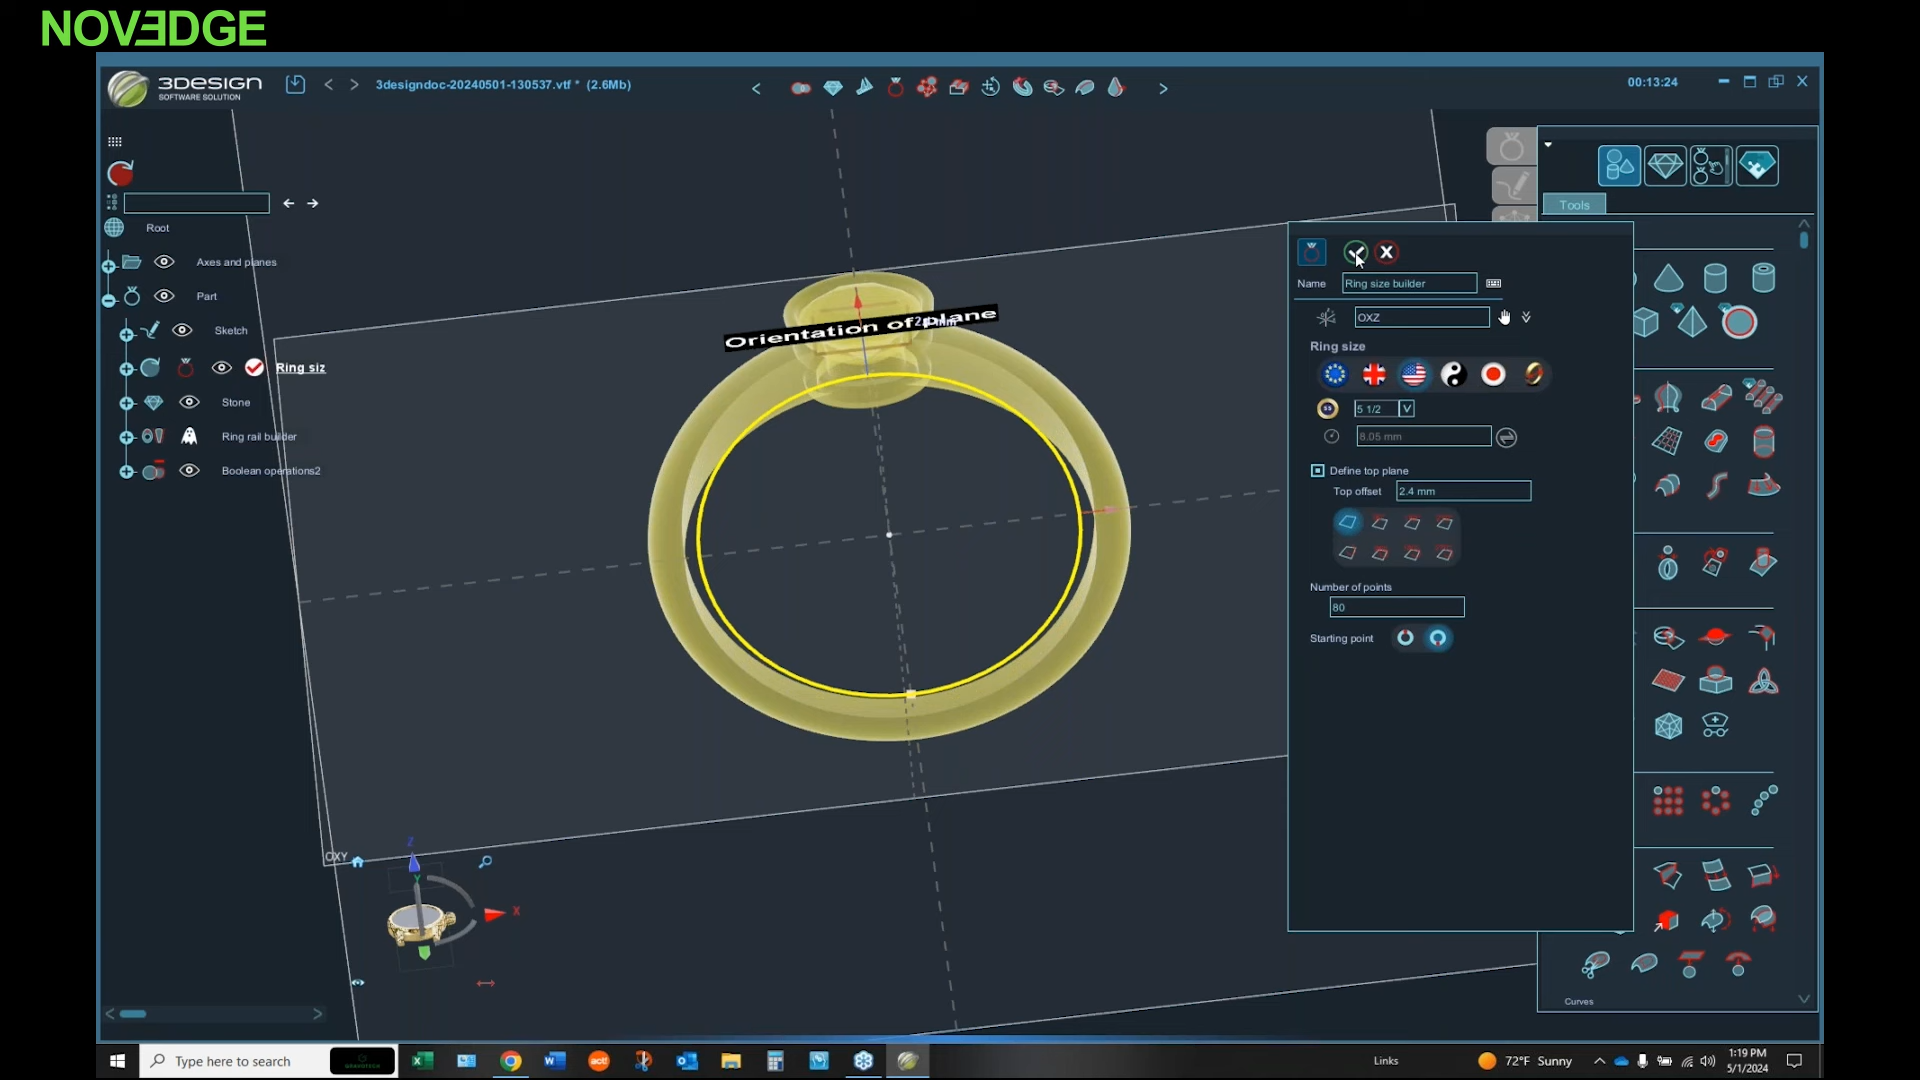 NOVEDGE
3DESIGN
SOFTWARE SOLUTION
3designdoc-20240501-130537.vtf * (2.6Mb)
00:13:24
Root
Axes and planes
Part
Sketch
Ring siz
Stone
Ring rail builder
Boolean operations2
Orientation of plane
Tools
Name
Ring size builder
OXZ
Ring size
5 1/2
8.05 mm
Define top plane
Top offset
2.4 mm
Number of points
80
Starting point
OXY
Z
Y
X
Curves
Type here to search
Links
72°F Sunny
1:19 PM
5/1/2024